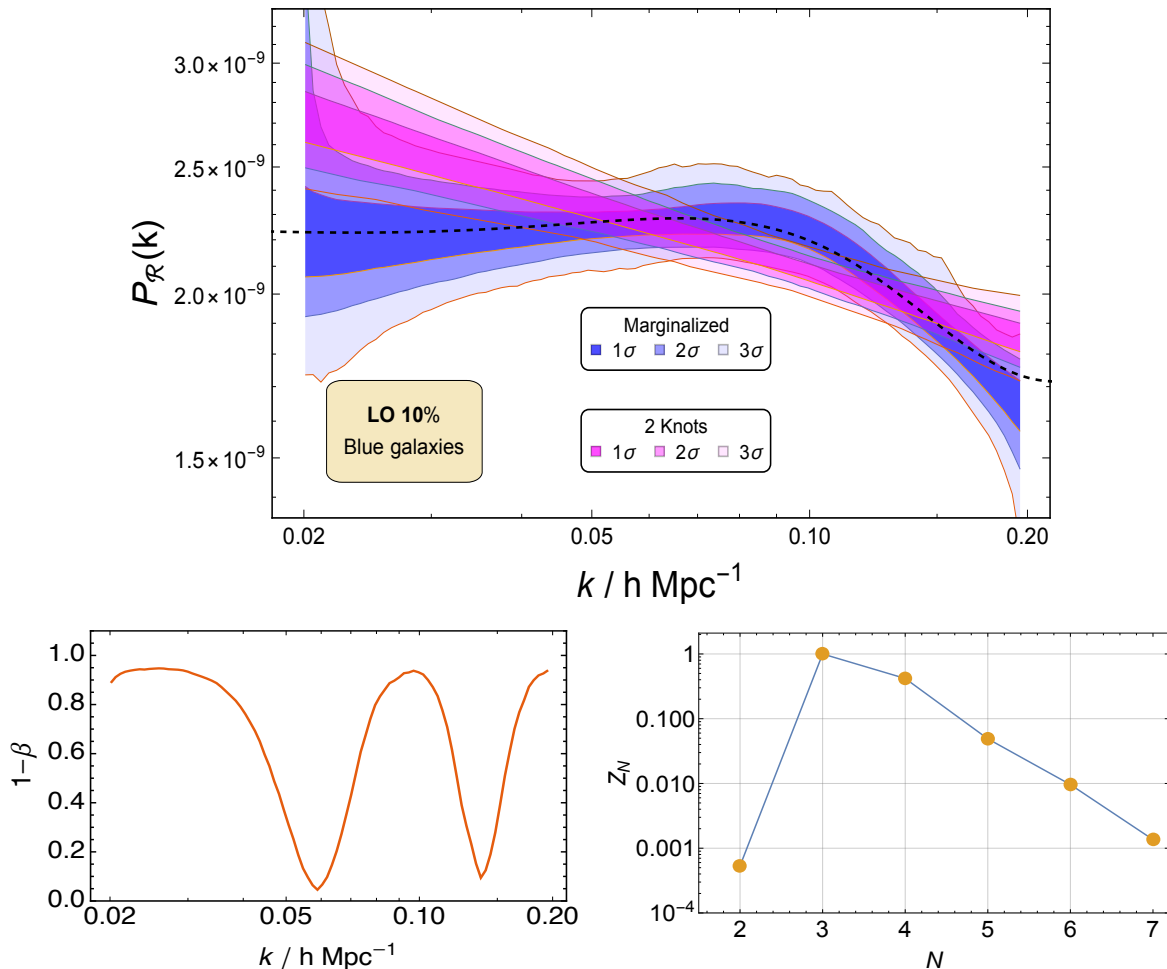 3.0×10⁻⁹
2.5×10⁻⁹
2.0×10⁻⁹
1.5×10⁻⁹
P_ℛ(k)
Marginalized
1σ 2σ 3σ
LO 10%
Blue galaxies
2 Knots
1σ 2σ 3σ
0.02 0.05 0.10 0.20
k / h Mpc⁻¹
1.0
0.8
0.6
0.4
0.2
0.0
1−β
0.02 0.05 0.10 0.20
k / h Mpc⁻¹
1
0.100
0.010
0.001
10⁻⁴
Z_N
2 3 4 5 6 7
N